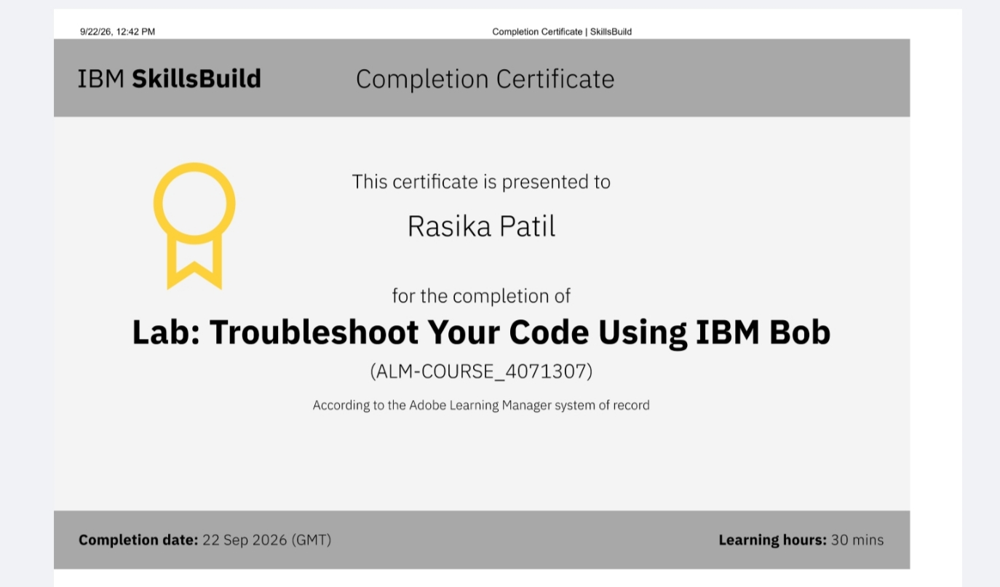 9/22/26, 12:42 PM
Completion Certificate | SkillsBuild
IBM SkillsBuild
Completion Certificate
This certificate is presented to
Rasika Patil
for the completion of
Lab: Troubleshoot Your Code Using IBM Bob
(ALM-COURSE_4071307)
According to the Adobe Learning Manager system of record
Completion date: 22 Sep 2026 (GMT)
Learning hours: 30 mins